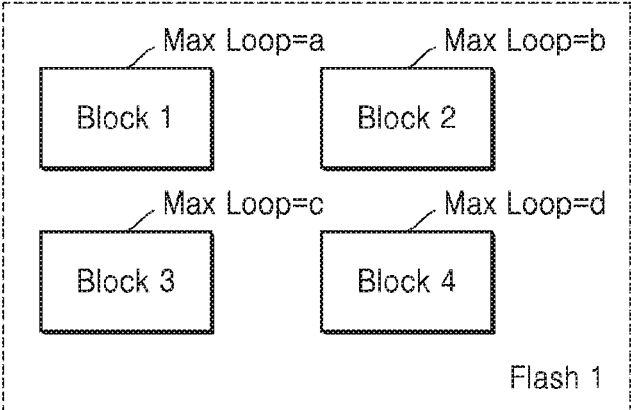 Max Loop=a
Max Loop=b
Block 1
Block 2
Max Loop=c
Max Loop=d
Block 3
Block 4
Flash 1